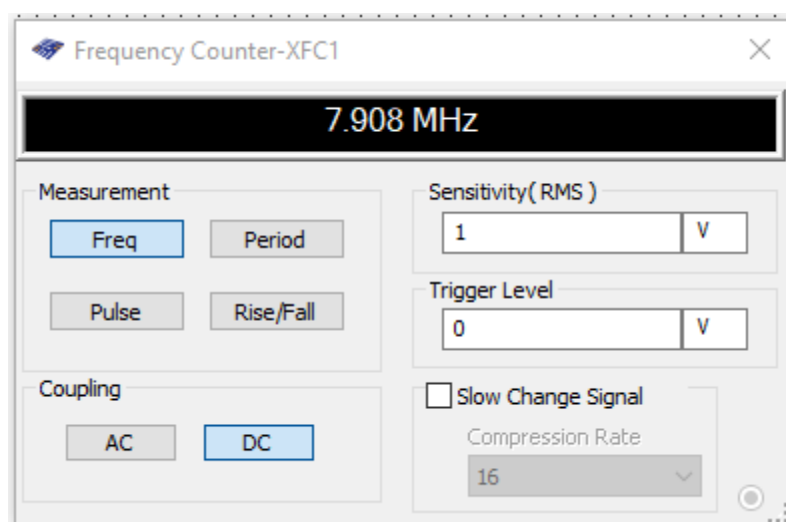 Frequency Counter-XFC1
7.908 MHz
Measurement
Freq
Period
Pulse
Rise/Fall
Coupling
AC
DC
Sensitivity( RMS )
1
V
Trigger Level
0
V
Slow Change Signal
Compression Rate
16